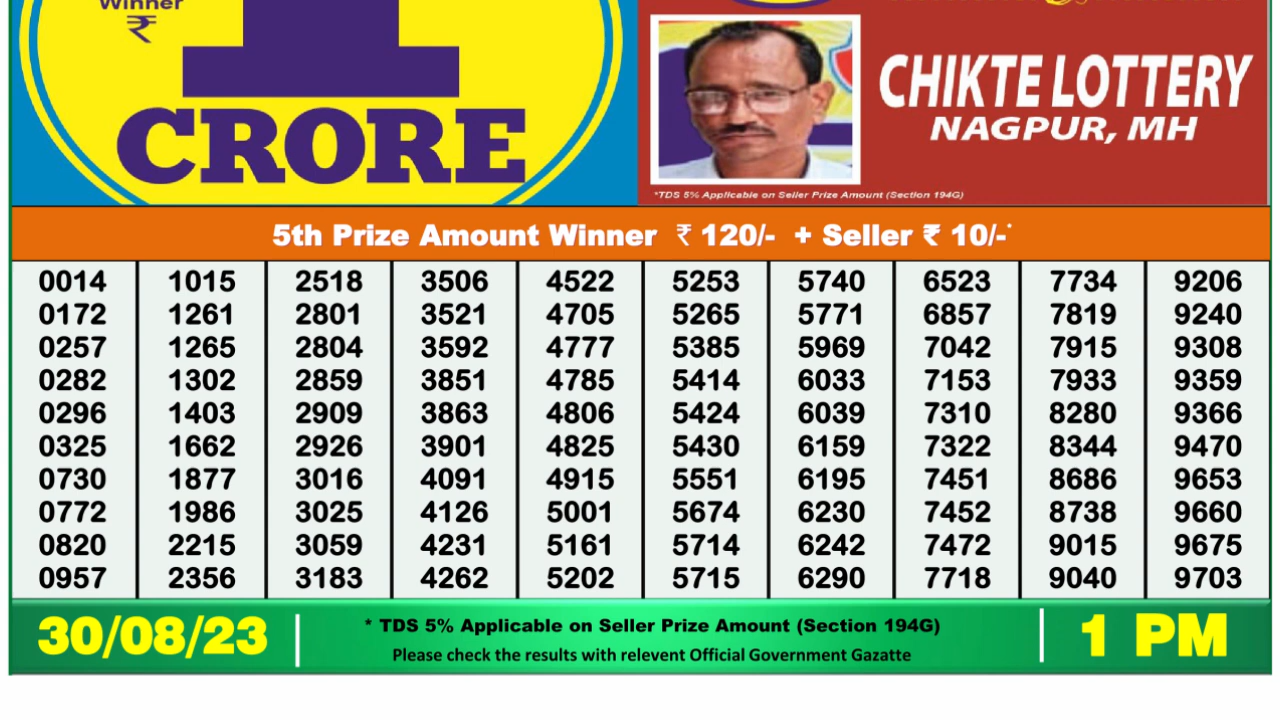 Winner
₹
1
CRORE
CHIKTE LOTTERY
NAGPUR, MH
*TDS 5% Applicable on Seller Prize Amount (Section 194G)
5th Prize Amount Winner ₹ 120/- + Seller ₹ 10/-*
0014 1015 2518 3506 4522 5253 5740 6523 7734 9206
0172 1261 2801 3521 4705 5265 5771 6857 7819 9240
0257 1265 2804 3592 4777 5385 5969 7042 7915 9308
0282 1302 2859 3851 4785 5414 6033 7153 7933 9359
0296 1403 2909 3863 4806 5424 6039 7310 8280 9366
0325 1662 2926 3901 4825 5430 6159 7322 8344 9470
0730 1877 3016 4091 4915 5551 6195 7451 8686 9653
0772 1986 3025 4126 5001 5674 6230 7452 8738 9660
0820 2215 3059 4231 5161 5714 6242 7472 9015 9675
0957 2356 3183 4262 5202 5715 6290 7718 9040 9703
30/08/23
* TDS 5% Applicable on Seller Prize Amount (Section 194G)
Please check the results with relevent Official Government Gazatte
1 PM